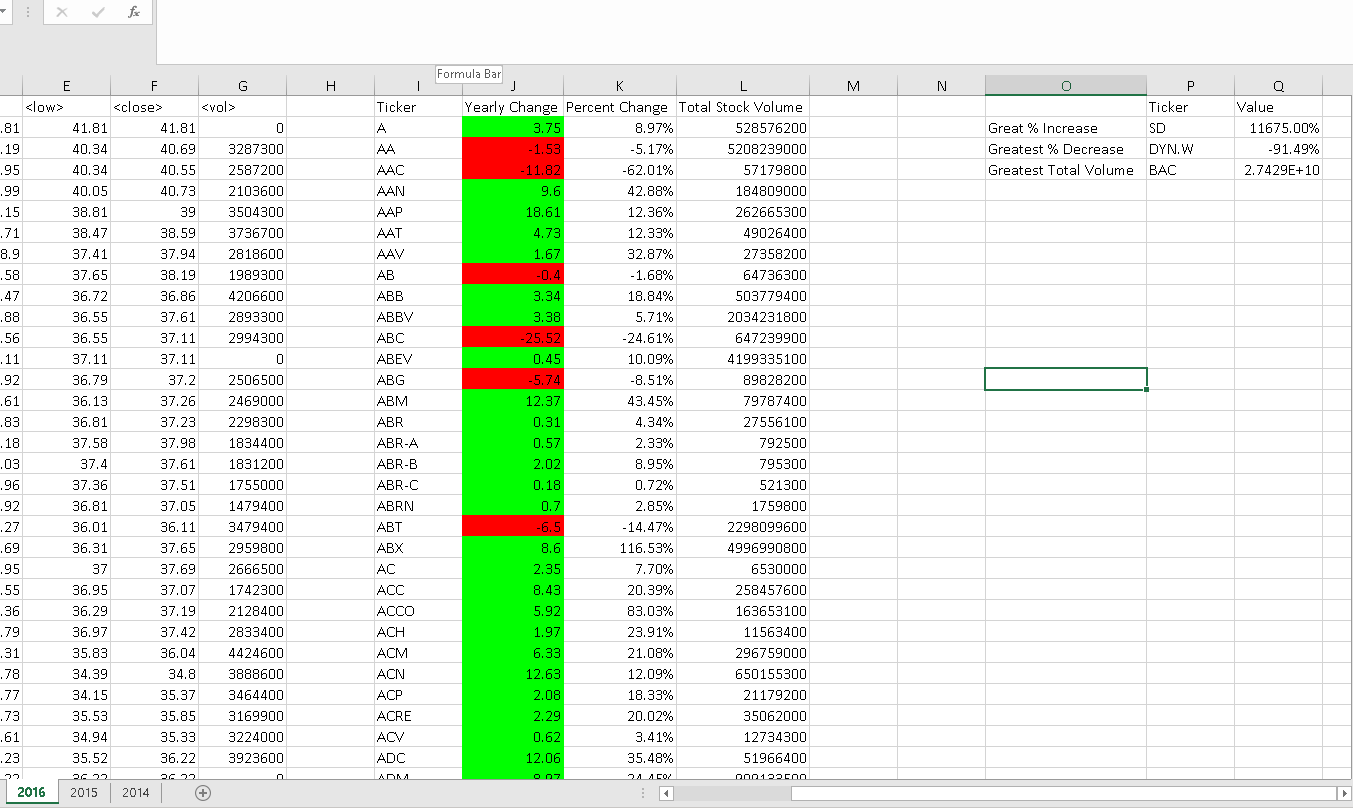 fx
Formula Bar
E F G H I J K L M N O P Q
<low> <close> <vol> Ticker Yearly Change Percent Change Total Stock Volume Ticker Value
.81 41.81 41.81 0 A 3.75 8.97% 528576200 Great % Increase SD 11675.00%
.19 40.34 40.69 3287300 AA -1.53 -5.17% 5208239000 Greatest % Decrease DYN.W -91.49%
.95 40.34 40.55 2587200 AAC -11.82 -62.01% 57179800 Greatest Total Volume BAC 2.7429E+10
.99 40.05 40.73 2103600 AAN 9.6 42.88% 184809000
.15 38.81 39 3504300 AAP 18.61 12.36% 262665300
.71 38.47 38.59 3736700 AAT 4.73 12.33% 49026400
8.9 37.41 37.94 2818600 AAV 1.67 32.87% 27358200
.58 37.65 38.19 1989300 AB -0.4 -1.68% 64736300
.47 36.72 36.86 4206600 ABB 3.34 18.84% 503779400
.88 36.55 37.61 2893300 ABBV 3.38 5.71% 2034231800
.56 36.55 37.11 2994300 ABC -25.52 -24.61% 647239900
.11 37.11 37.11 0 ABEV 0.45 10.09% 4199335100
.92 36.79 37.2 2506500 ABG -5.74 -8.51% 89828200
.61 36.13 37.26 2469000 ABM 12.37 43.45% 79787400
.83 36.81 37.23 2298300 ABR 0.31 4.34% 27556100
.18 37.58 37.98 1834400 ABR-A 0.57 2.33% 792500
.03 37.4 37.61 1831200 ABR-B 2.02 8.95% 795300
.96 37.36 37.51 1755000 ABR-C 0.18 0.72% 521300
.92 36.81 37.05 1479400 ABRN 0.7 2.85% 1759800
.27 36.01 36.11 3479400 ABT -6.5 -14.47% 2298099600
.69 36.31 37.65 2959800 ABX 8.6 116.53% 4996990800
.95 37 37.69 2666500 AC 2.35 7.70% 6530000
.55 36.95 37.07 1742300 ACC 8.43 20.39% 258457600
.36 36.29 37.19 2128400 ACCO 5.92 83.03% 163653100
.79 36.97 37.42 2833400 ACH 1.97 23.91% 11563400
.31 35.83 36.04 4424600 ACM 6.33 21.08% 296759000
.78 34.39 34.8 3888600 ACN 12.63 12.09% 650155300
.77 34.15 35.37 3464400 ACP 2.08 18.33% 21179200
.73 35.53 35.85 3169900 ACRE 2.29 20.02% 35062000
.61 34.94 35.33 3224000 ACV 0.62 3.41% 12734300
.23 35.52 36.22 3923600 ADC 12.06 35.48% 51966400
ADM
2016 2015 2014